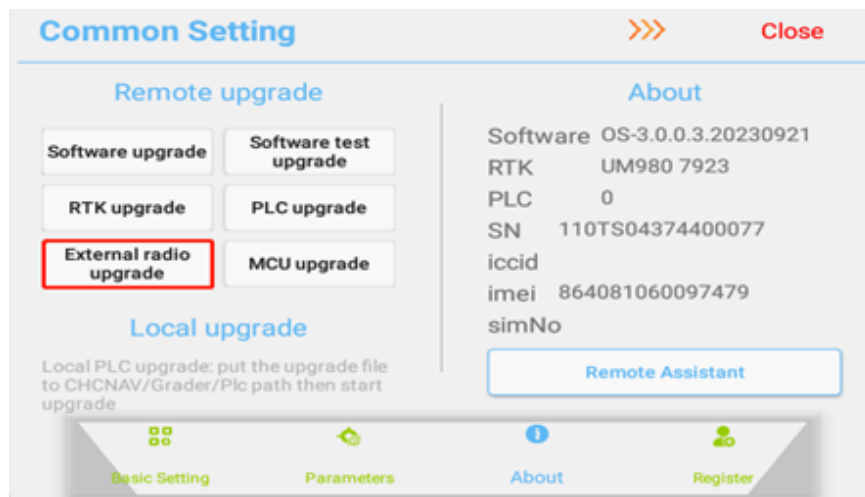 Common Setting
>>>
Close
Remote upgrade
Software upgrade
Software test
upgrade
RTK upgrade
PLC upgrade
External radio
upgrade
MCU upgrade
Local upgrade
Local PLC upgrade: put the upgrade file
to CHCNAV/Grader/Plc path then start
upgrade
About
Software OS-3.0.0.3.20230921
RTK UM980 7923
PLC 0
SN 110TS04374400077
iccid
imei 864081060097479
simNo
Remote Assistant
Basic Setting
Parameters
About
Register